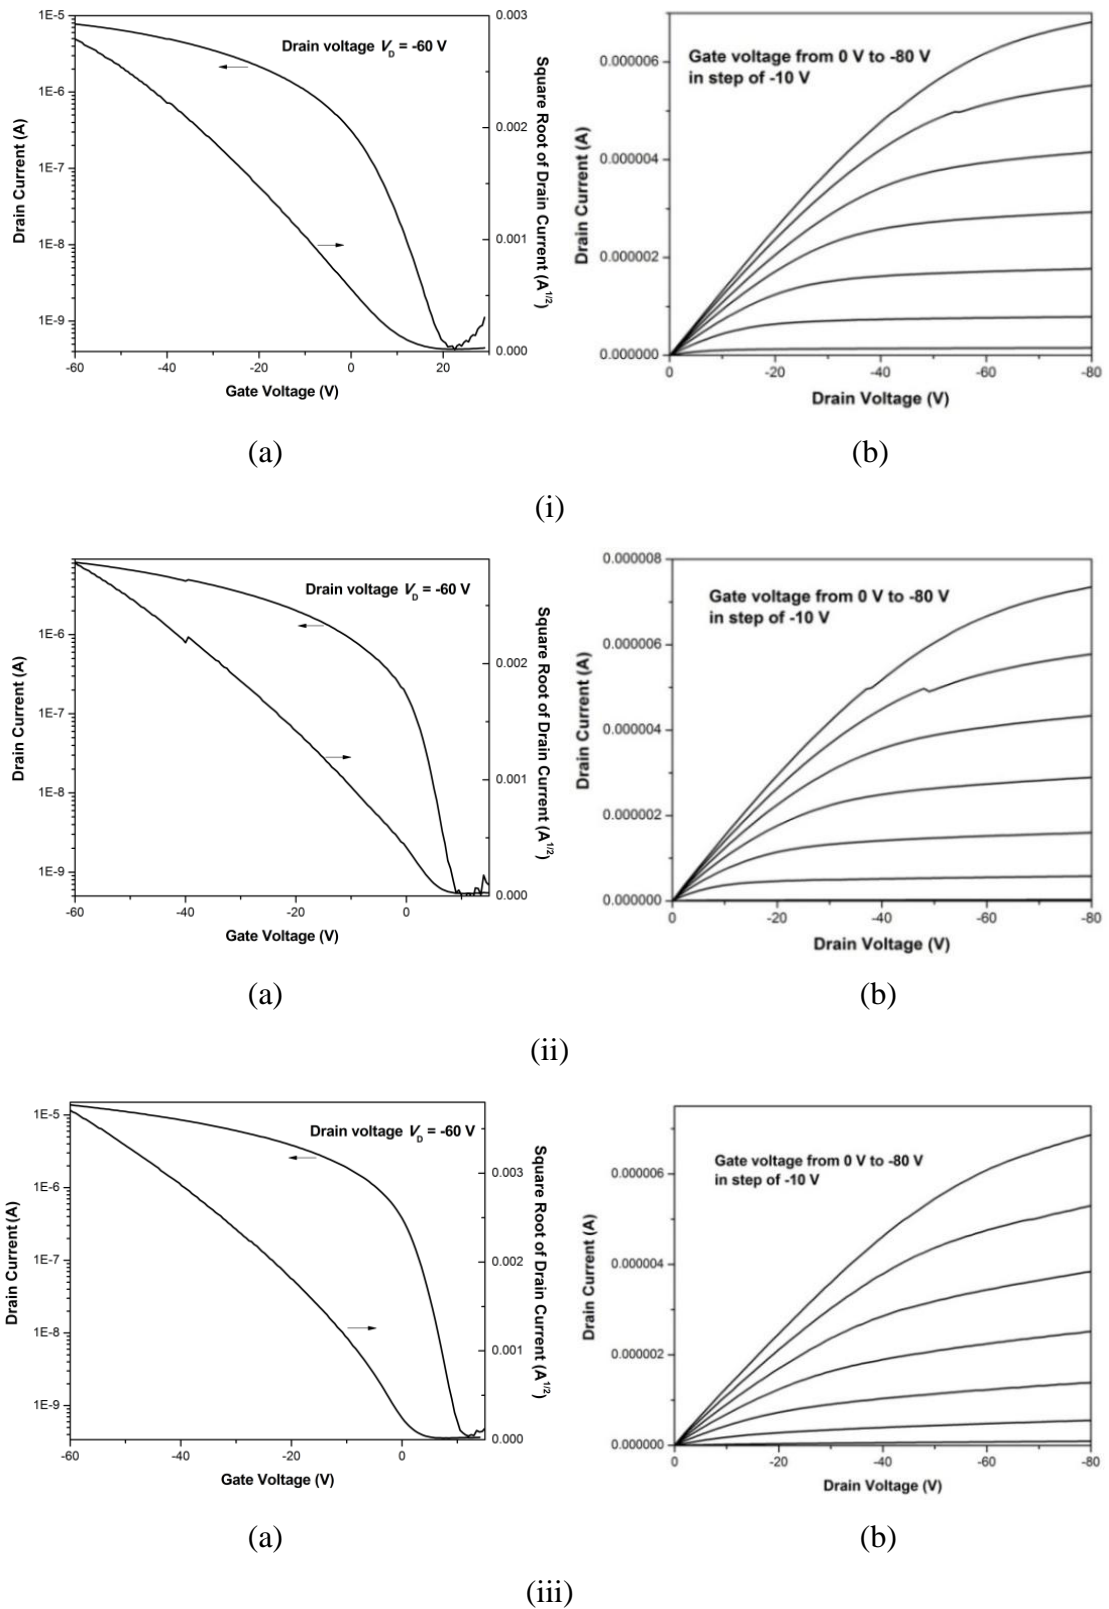 1E-5
1E-6
1E-7
1E-8
1E-9
Drain Current (A)
-60
-40
-20
0
20
Gate Voltage (V)
0.003
0.002
0.001
0.000
Square Root of Drain Current (A^1/2)
Drain voltage V_D = -60 V
0.000006
0.000004
0.000002
0.000000
Drain Current (A)
0
-20
-40
-60
-80
Drain Voltage (V)
Gate voltage from 0 V to -80 V
in step of -10 V
(a)
(b)
(i)
1E-6
1E-7
1E-8
1E-9
Drain Current (A)
-60
-40
-20
0
Gate Voltage (V)
0.002
0.001
0.000
Square Root of Drain Current (A^1/2)
Drain voltage V_D = -60 V
0.000008
0.000006
0.000004
0.000002
0.000000
Drain Current (A)
0
-20
-40
-60
-80
Drain Voltage (V)
Gate voltage from 0 V to -80 V
in step of -10 V
(a)
(b)
(ii)
1E-5
1E-6
1E-7
1E-8
1E-9
Drain Current (A)
-60
-40
-20
0
Gate Voltage (V)
0.003
0.002
0.001
0.000
Square Root of Drain Current (A^1/2)
Drain voltage V_D = -60 V
0.000006
0.000004
0.000002
0.000000
Drain Current (A)
0
-20
-40
-60
-80
Drain Voltage (V)
Gate voltage from 0 V to -80 V
in step of -10 V
(a)
(b)
(iii)